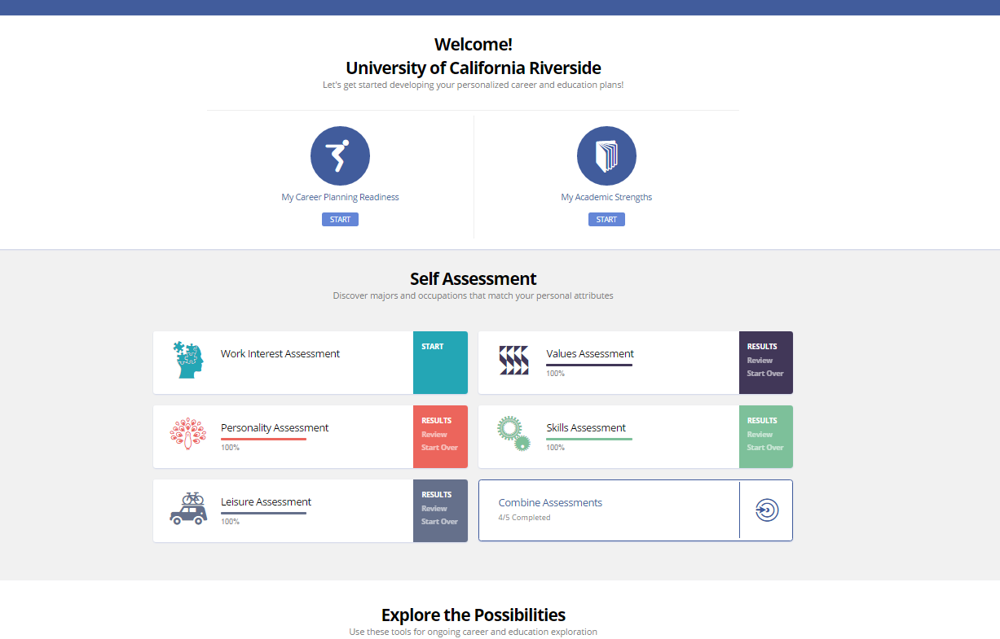 Welcome!
University of California Riverside
Let's get started developing your personalized career and education plans!
My Career Planning Readiness
START
My Academic Strengths
START
Self Assessment
Discover majors and occupations that match your personal attributes
Work Interest Assessment
START
Values Assessment
100%
RESULTS
Review
Start Over
Personality Assessment
100%
RESULTS
Review
Start Over
Skills Assessment
100%
RESULTS
Review
Start Over
Leisure Assessment
100%
RESULTS
Review
Start Over
Combine Assessments
4/5 Completed
Explore the Possibilities
Use these tools for ongoing career and education exploration